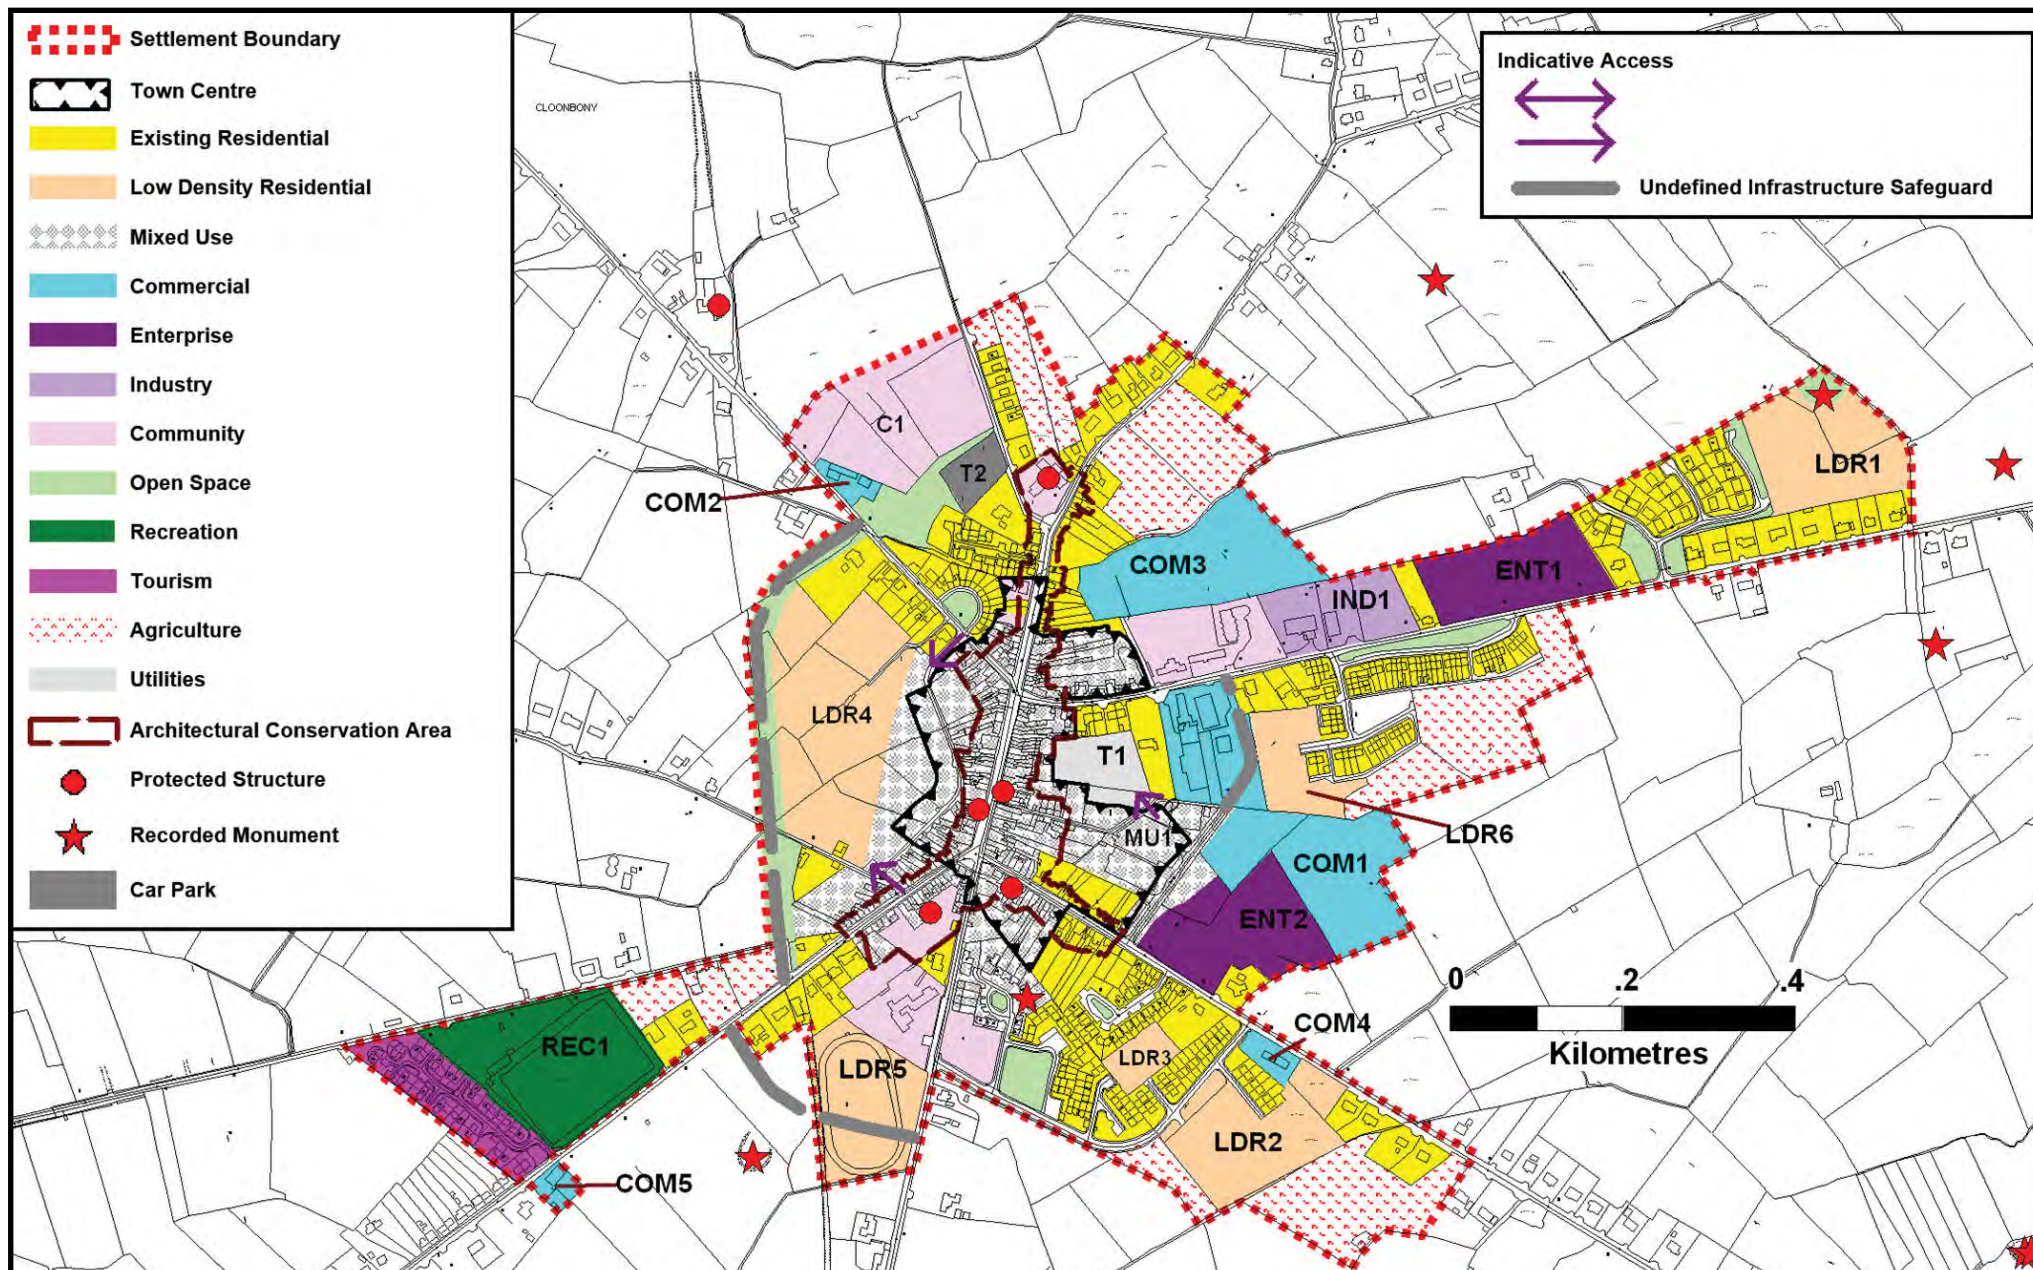 Settlement Boundary
Town Centre
Existing Residential
Low Density Residential
Mixed Use
Commercial
Enterprise
Industry
Community
Open Space
Recreation
Tourism
Agriculture
Utilities
Architectural Conservation Area
Protected Structure
Recorded Monument
Car Park
Indicative Access
Undefined Infrastructure Safeguard
CLOONBONY
C1
T2
COM2
LDR1
COM3
ENT1
IND1
LDR4
T1
MU1
LDR6
COM1
ENT2
0 .2 .4
Kilometres
COM4
REC1
LDR5
LDR3
LDR2
COM5